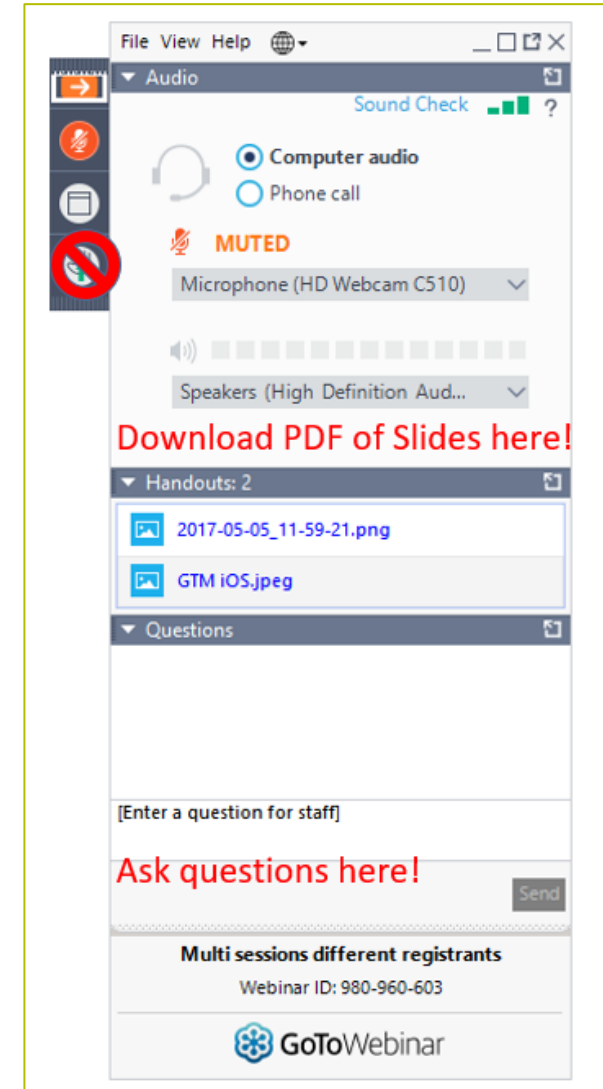 File View Help
Audio
Sound Check ?
Computer audio
Phone call
MUTED
Microphone (HD Webcam C510)
Speakers (High Definition Aud...
Download PDF of Slides here!
Handouts: 2
2017-05-05_11-59-21.png
GTM iOS.jpeg
Questions
[Enter a question for staff]
Ask questions here!
Send
Multi sessions different registrants
Webinar ID: 980-960-603
GoToWebinar